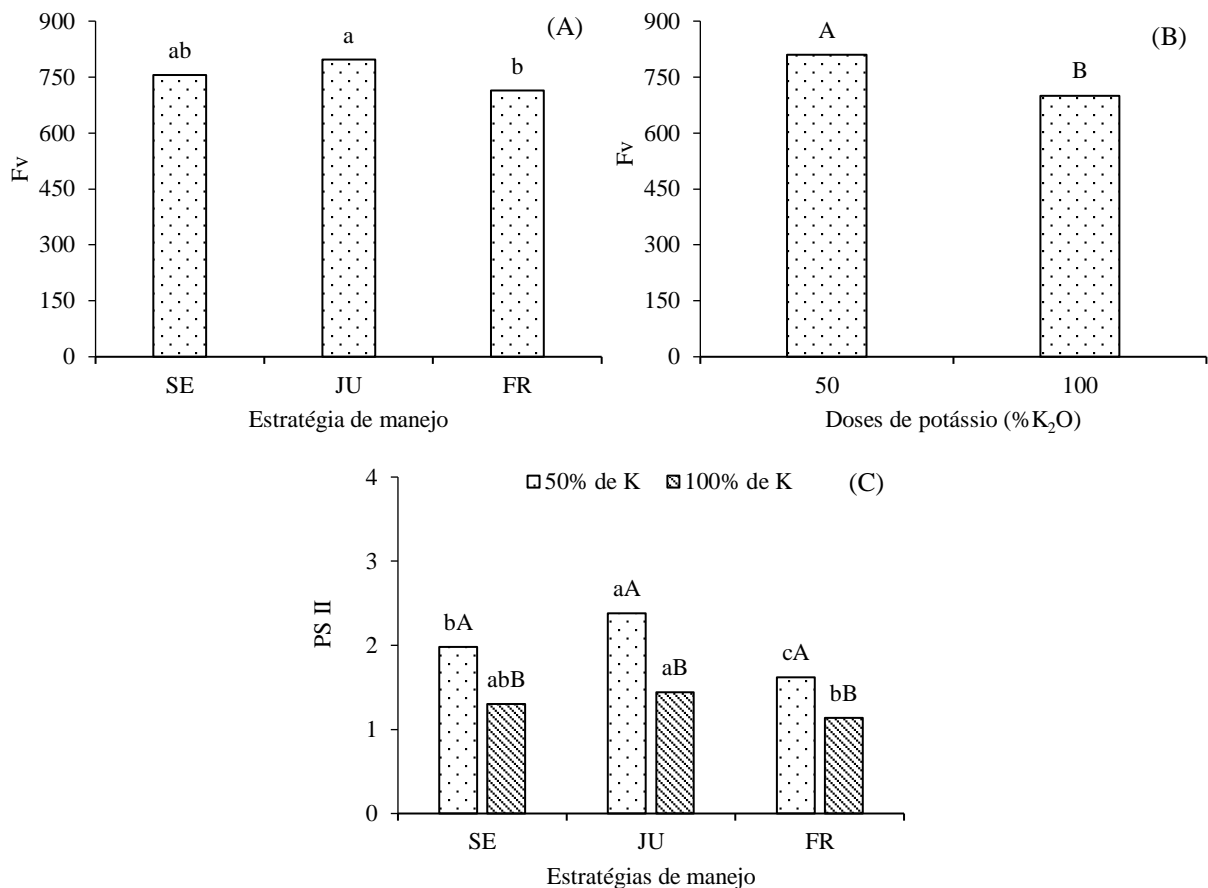 (A)
900
750
600
450
300
150
0
Fv
ab
a
b
SE JU FR
Estratégia de manejo
(B)
900
750
600
450
300
150
0
Fv
A
B
50 100
Doses de potássio (%K₂O)
50% de K 100% de K (C)
4
3
2
1
0
PS II
bA
abB
aA
aB
cA
bB
SE JU FR
Estratégias de manejo